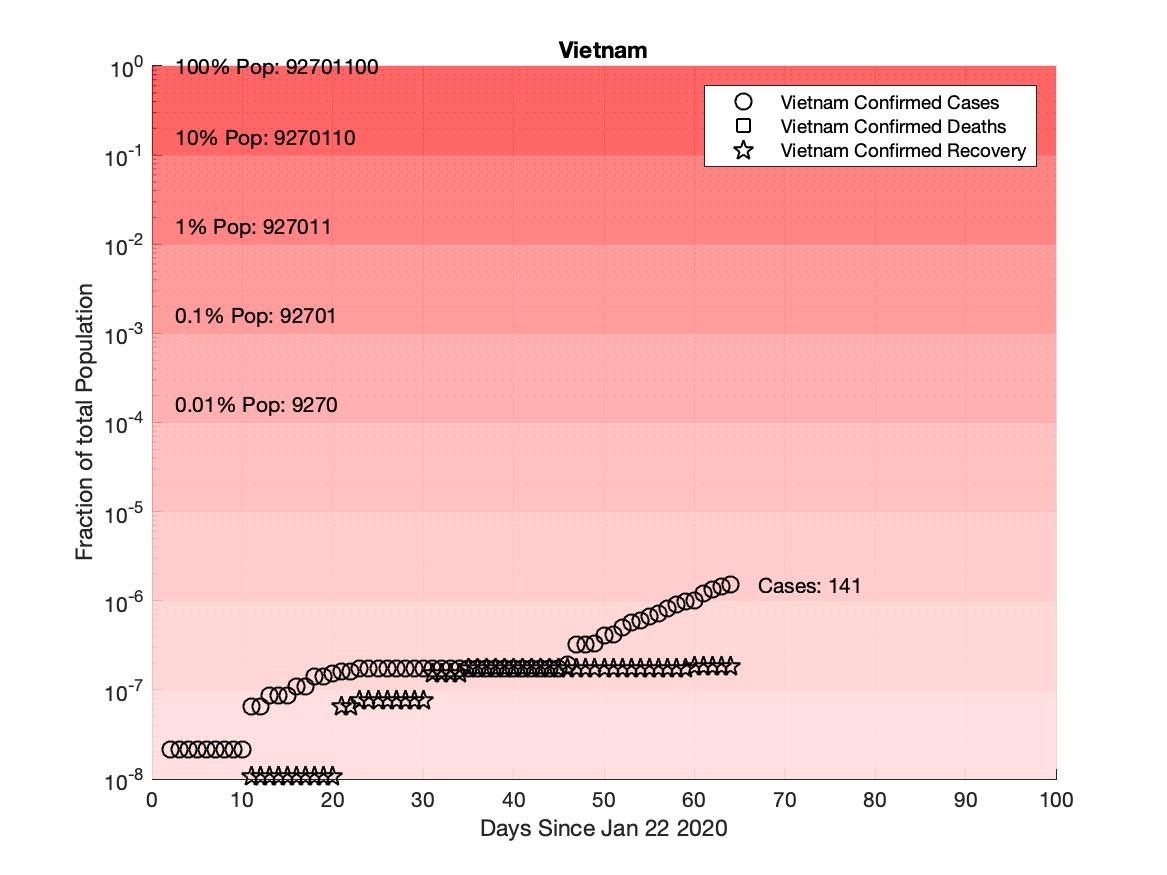 Vietnam
10^0
100% Pop: 92701100
Vietnam Confirmed Cases
Vietnam Confirmed Deaths
Vietnam Confirmed Recovery
10% Pop: 9270110
10^-1
1% Pop: 927011
10^-2
0.1% Pop: 92701
10^-3
0.01% Pop: 9270
10^-4
Fraction of total Population
10^-5
Cases: 141
10^-6
10^-7
10^-8
0 10 20 30 40 50 60 70 80 90 100
Days Since Jan 22 2020